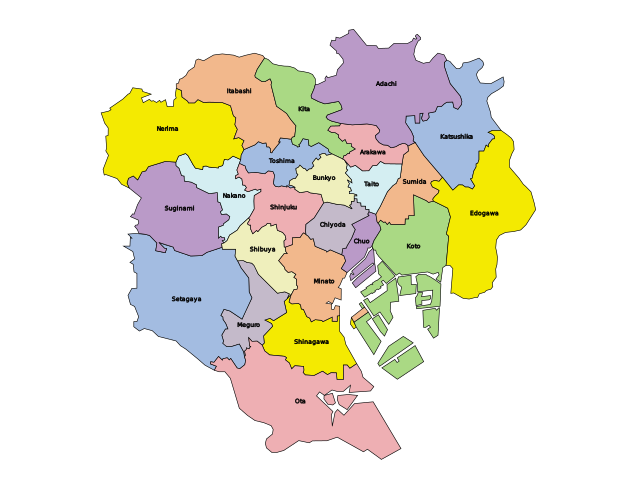 Adachi
Itabashi
Kita
Nerima
Katsushika
Arakawa
Toshima
Bunkyo
Taito
Sumida
Nakano
Suginami
Shinjuku
Edogawa
Chiyoda
Chuo
Koto
Shibuya
Minato
Setagaya
Meguro
Shinagawa
Ota